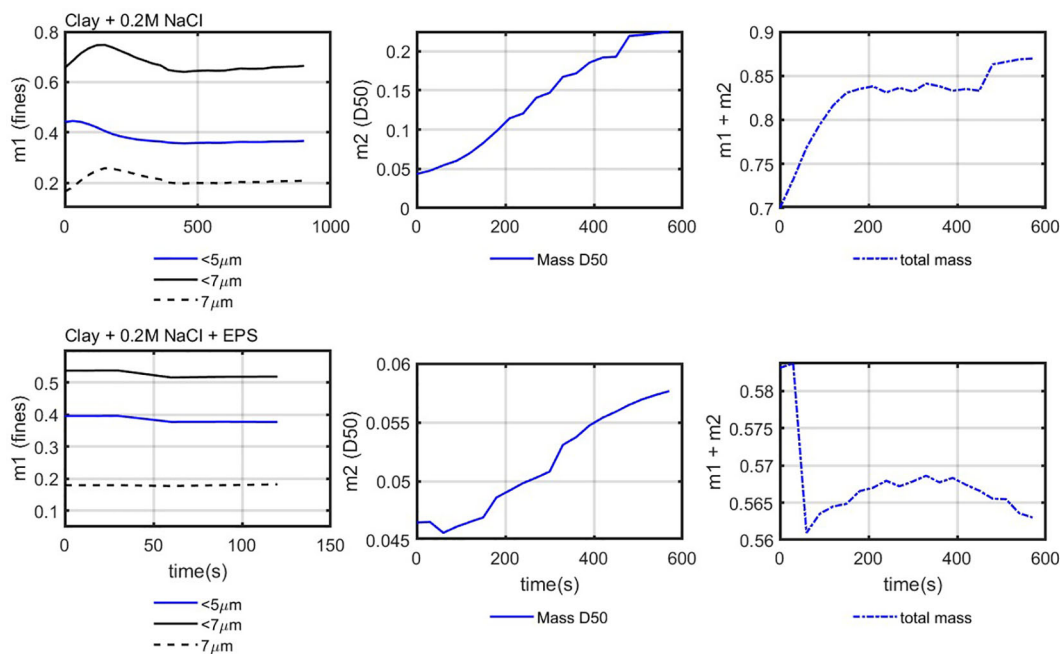 Clay + 0.2M NaCl
m1 (fines)
0.8
0.6
0.4
0.2
0
500
1000
<5μm
<7μm
7μm
m2 (D50)
0.2
0.15
0.1
0.05
0
0
200
400
600
Mass D50
m1 + m2
0.9
0.85
0.8
0.75
0.7
0
200
400
600
total mass
Clay + 0.2M NaCl + EPS
m1 (fines)
0.5
0.4
0.3
0.2
0.1
0
50
100
150
time(s)
<5μm
<7μm
7μm
m2 (D50)
0.06
0.055
0.05
0.045
0
200
400
600
time(s)
Mass D50
m1 + m2
0.58
0.57
0.565
0.56
0
200
400
600
time(s)
total mass